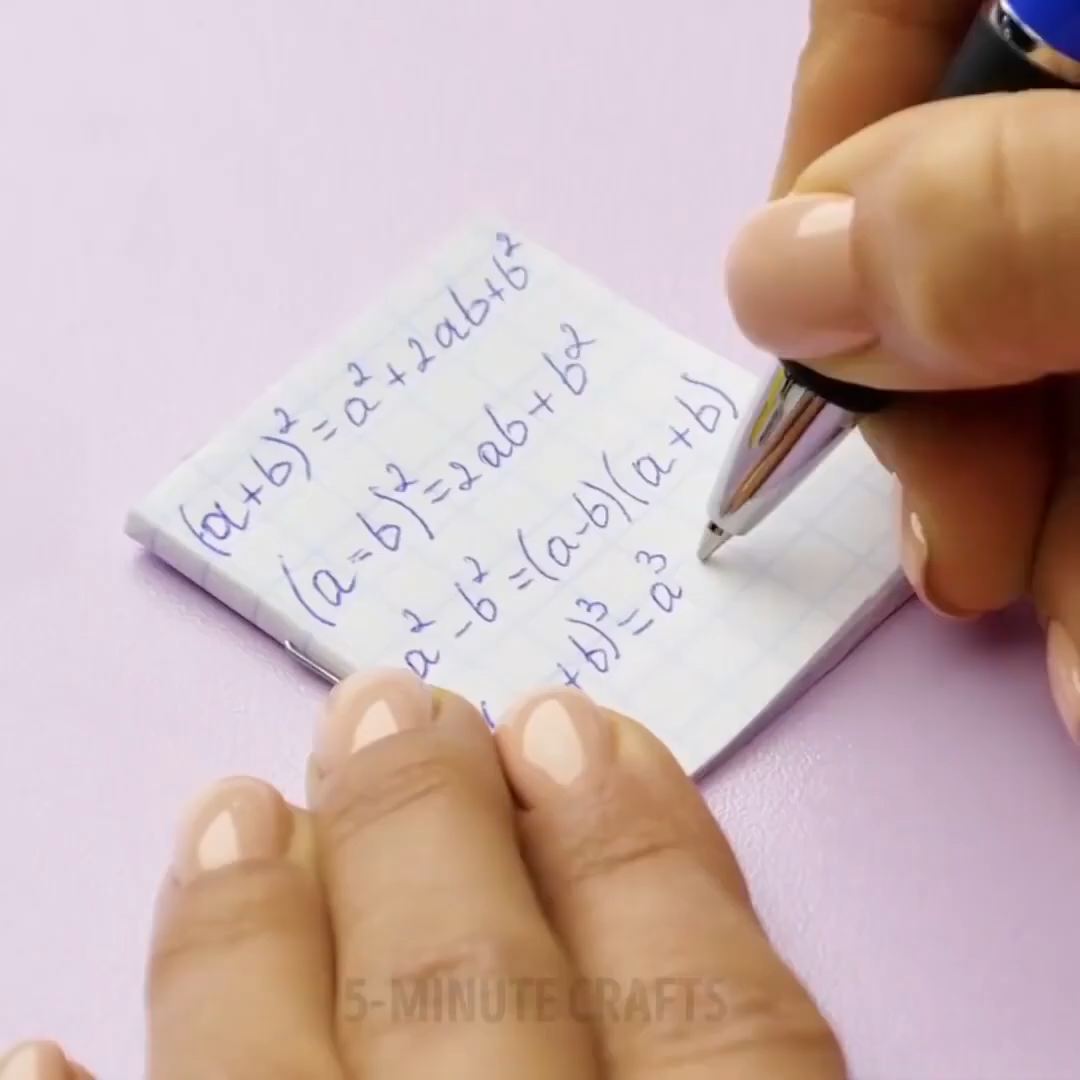 (a+b)²=a²+2ab+b²
(a=b)²=2ab+b²
a²-b²=(a-b)(a+b)
(+b)³=a³
5-MINUTE CRAFTS